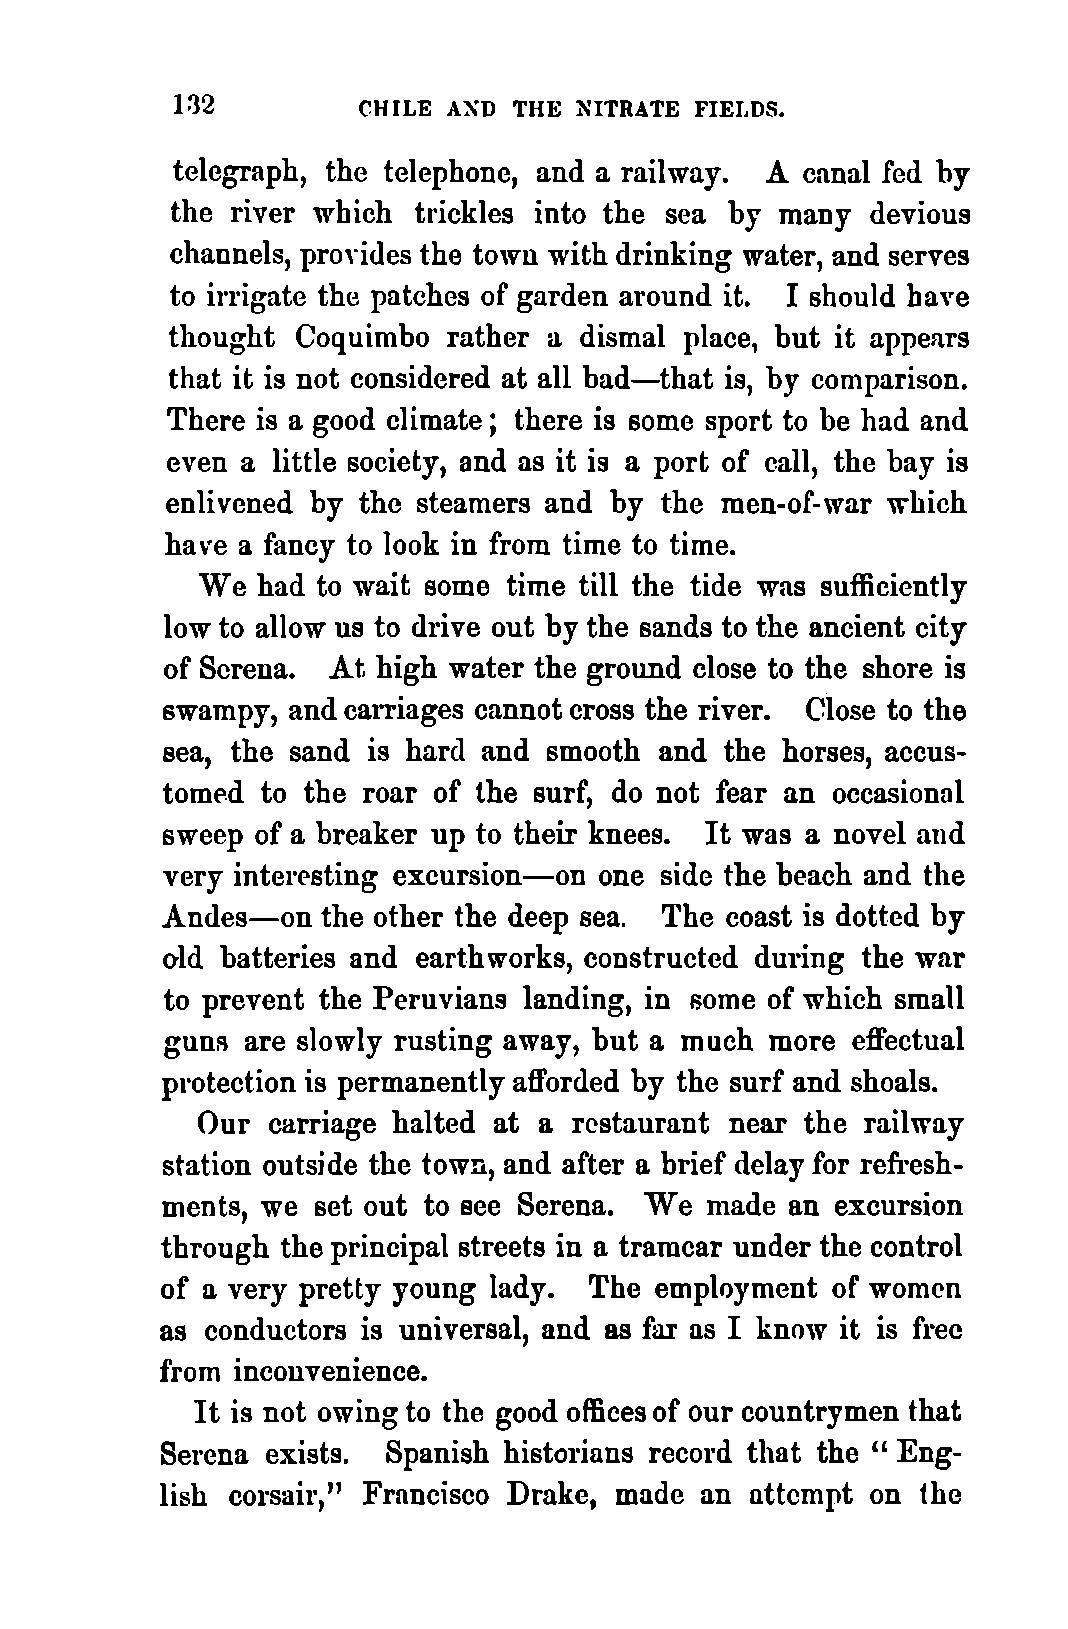 132 CHILE AND THE NITRATE FIELDS.
telegraph, the telephone, and a railway. A canal fed by
the river which trickles into the sea by many devious
channels, provides the town with drinking water, and serves
to irrigate the patches of garden around it. I should have
thought Coquimbo rather a dismal place, but it appears
that it is not considered at all bad—that is, by comparison.
There is a good climate; there is some sport to be had and
even a little society, and as it is a port of call, the bay is
enlivened by the steamers and by the men-of-war which
have a fancy to look in from time to time.
We had to wait some time till the tide was sufficiently
low to allow us to drive out by the sands to the ancient city
of Serena. At high water the ground close to the shore is
swampy, and carriages cannot cross the river. Close to the
sea, the sand is hard and smooth and the horses, accus-
tomed to the roar of the surf, do not fear an occasional
sweep of a breaker up to their knees. It was a novel and
very interesting excursion—on one side the beach and the
Andes—on the other the deep sea. The coast is dotted by
old batteries and earthworks, constructed during the war
to prevent the Peruvians landing, in some of which small
guns are slowly rusting away, but a much more effectual
protection is permanently afforded by the surf and shoals.
Our carriage halted at a restaurant near the railway
station outside the town, and after a brief delay for refresh-
ments, we set out to see Serena. We made an excursion
through the principal streets in a tramcar under the control
of a very pretty young lady. The employment of women
as conductors is universal, and as far as I know it is free
from inconvenience.
It is not owing to the good offices of our countrymen that
Serena exists. Spanish historians record that the “ Eng-
lish corsair,” Francisco Drake, made an attempt on the